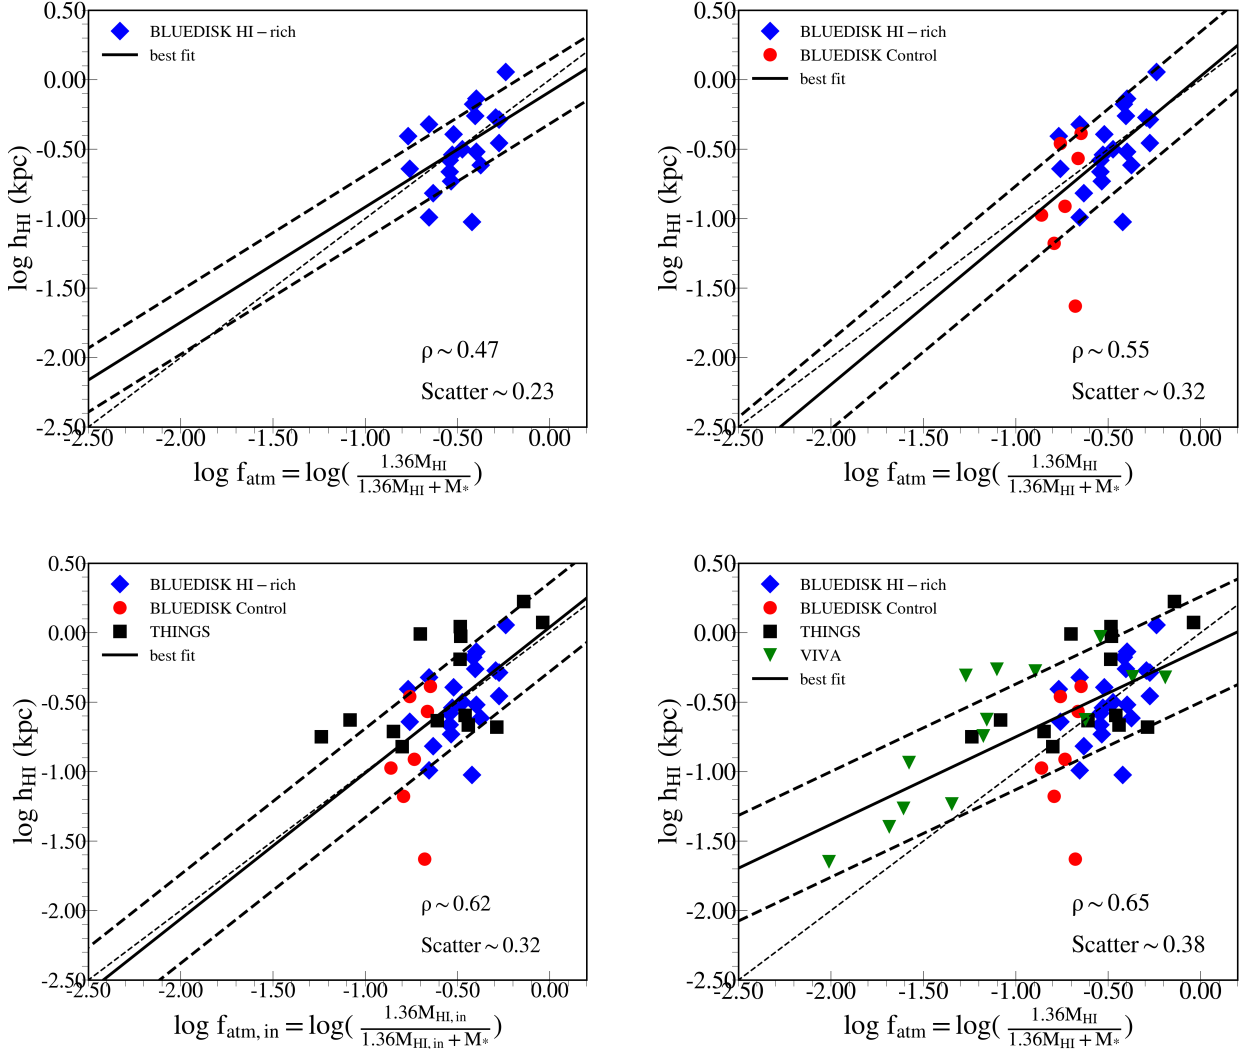 0.50
0.00
-0.50
-1.00
-1.50
-2.00
-2.50
log h_HI (kpc)
BLUEDISK HI − rich
best fit
ρ ∼ 0.47
Scatter ∼ 0.23
-2.50 -2.00 -1.50 -1.00 -0.50 0.00
log f_atm = log( 1.36M_HI / 1.36M_HI + M_* )
0.50
0.00
-0.50
-1.00
-1.50
-2.00
-2.50
log h_HI (kpc)
BLUEDISK HI − rich
BLUEDISK Control
best fit
ρ ∼ 0.55
Scatter ∼ 0.32
-2.50 -2.00 -1.50 -1.00 -0.50 0.00
log f_atm = log( 1.36M_HI / 1.36M_HI + M_* )
0.50
0.00
-0.50
-1.00
-1.50
-2.00
-2.50
log h_HI (kpc)
BLUEDISK HI − rich
BLUEDISK Control
THINGS
best fit
ρ ∼ 0.62
Scatter ∼ 0.32
-2.50 -2.00 -1.50 -1.00 -0.50 0.00
log f_atm, in = log( 1.36M_HI, in / 1.36M_HI, in + M_* )
0.50
0.00
-0.50
-1.00
-1.50
-2.00
-2.50
log h_HI (kpc)
BLUEDISK HI − rich
BLUEDISK Control
THINGS
VIVA
best fit
ρ ∼ 0.65
Scatter ∼ 0.38
-2.50 -2.00 -1.50 -1.00 -0.50 0.00
log f_atm = log( 1.36M_HI / 1.36M_HI + M_* )